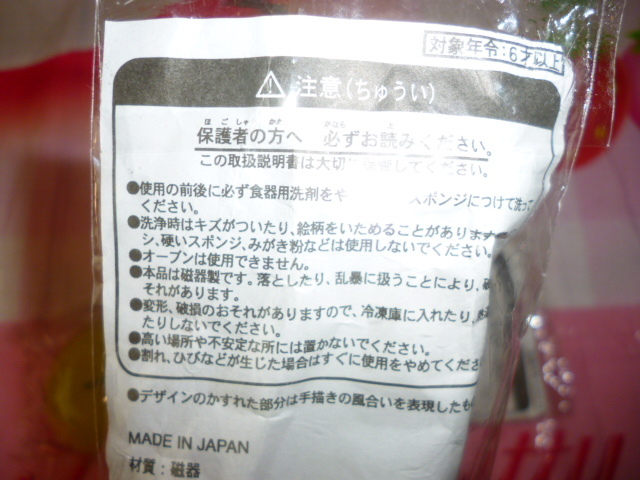 対象年令:6才以上
⚠ 注意(ちゅうい)
ほごしゃ かた かなら よ
保護者の方へ 必ずお読みください。
この取扱説明書は大切に保管してください。
●使用の前後に必ず食器用洗剤をや スポンジにつけて洗って
ください。
●洗浄時はキズがついたり、絵柄をいためることがあります
シ、硬いスポンジ、みがき粉などは使用しないでください。
●オーブンは使用できません。
●本品は磁器製です。落としたり、乱暴に扱うことにより、破
それがあります。
●変形、破損のおそれがありますので、冷凍庫に入れたり、
たりしないでください。
●高い場所や不安定な所には置かないでください。
●割れ、ひびなどが生じた場合はすぐに使用をやめてくださ
●デザインのかすれた部分は手描きの風合いを表現したも
MADE IN JAPAN
材質:磁器